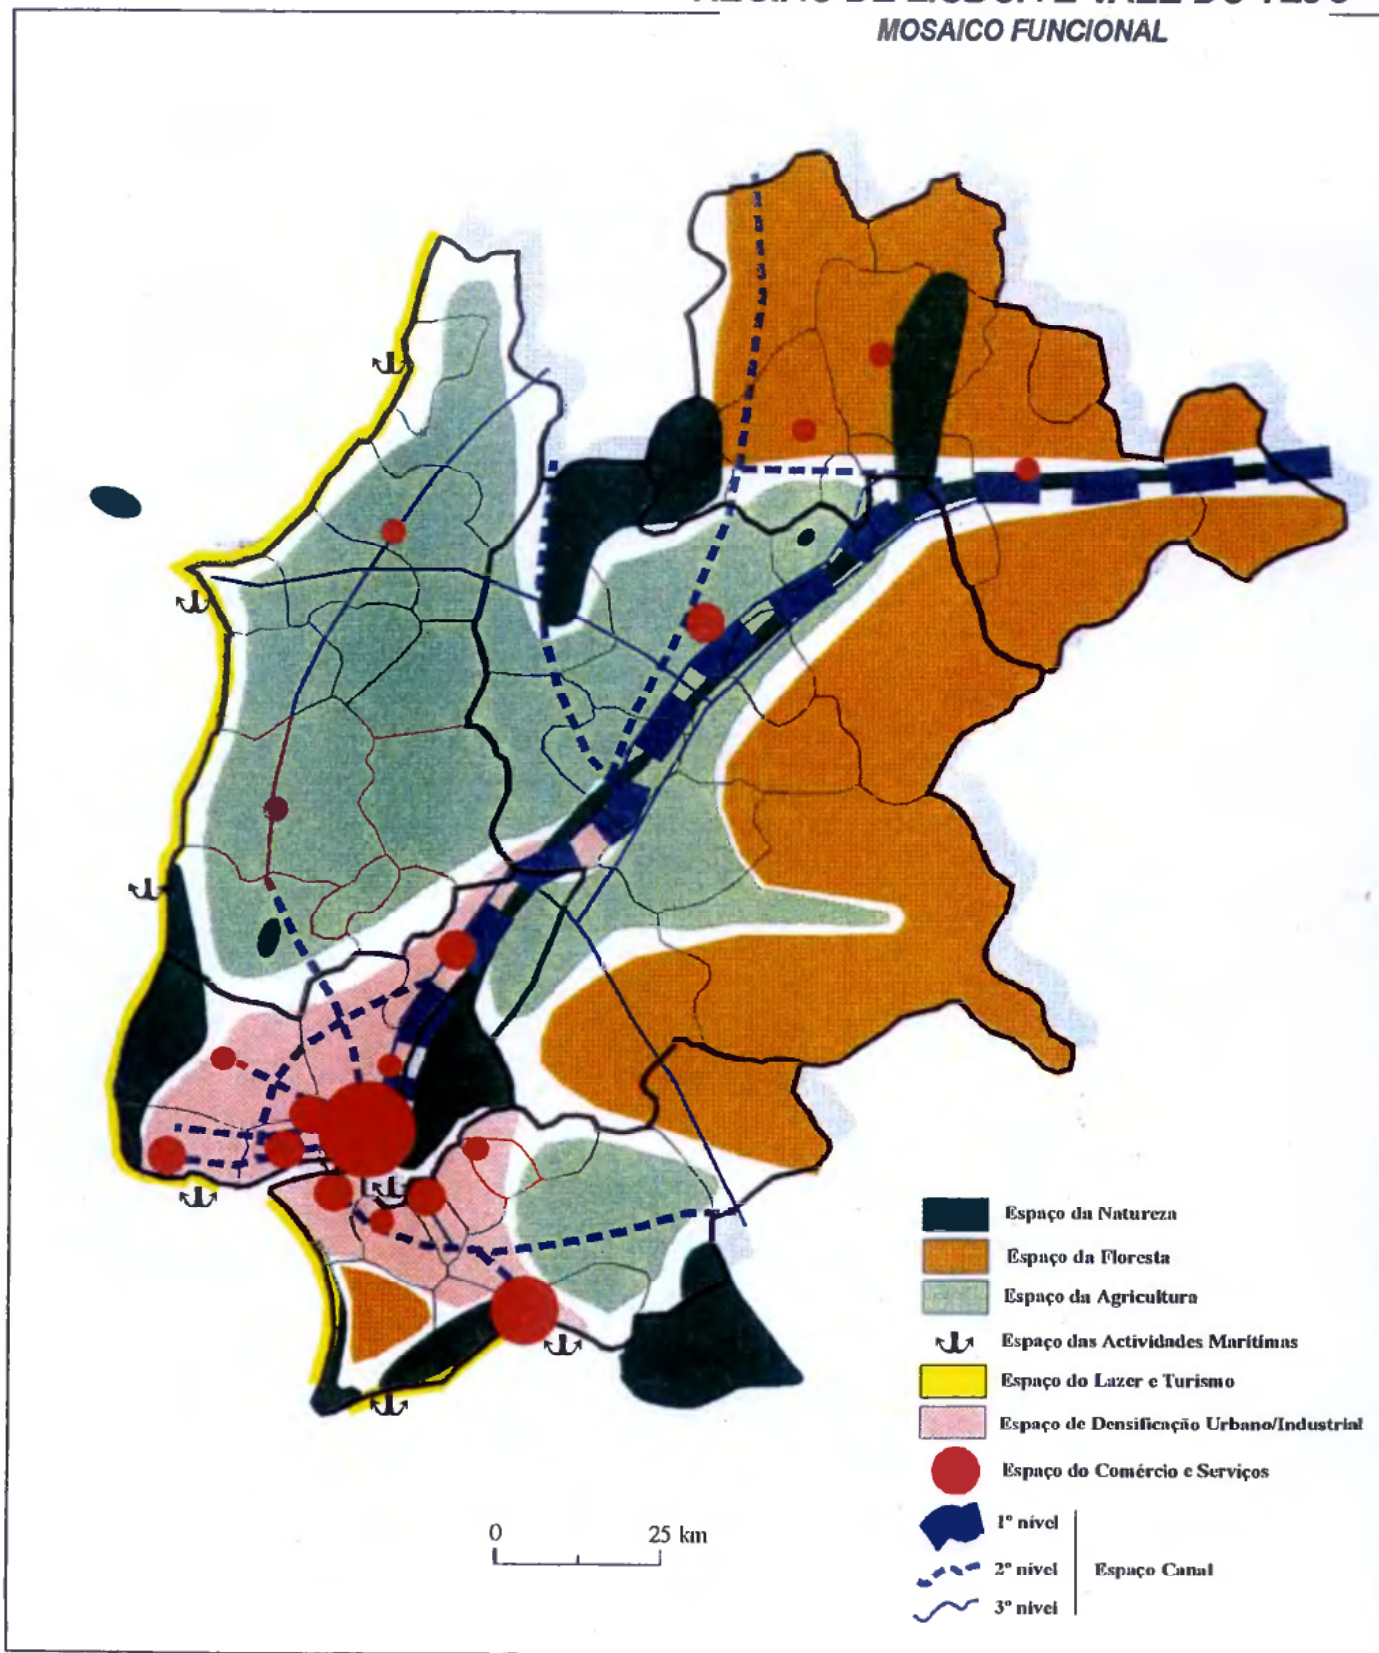 MOSAICO FUNCIONAL
Espaço da Natureza
Espaço da Floresta
Espaço da Agricultura
Espaço das Actividades Marítimas
Espaço do Lazer e Turismo
Espaço de Densificação Urbano/Industrial
Espaço do Comércio e Serviços
1º nível
2º nível
3º nível
Espaço Canal
0 25 km